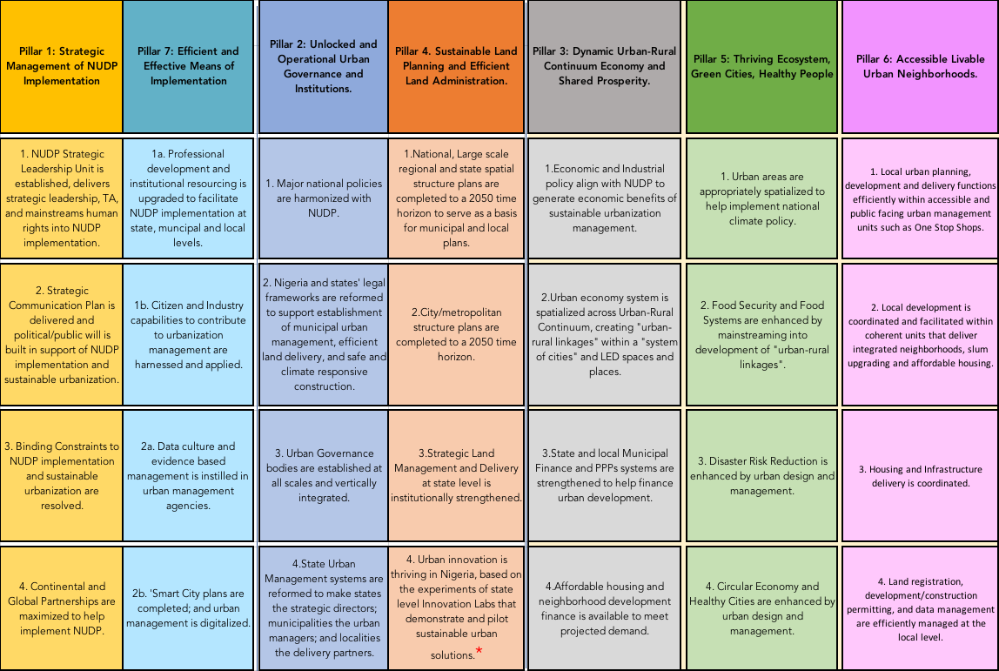 Pillar 1: Strategic
Management of NUDP
Implementation
Pillar 7: Efficient and
Effective Means of
Implementation
Pillar 2: Unlocked and
Operational Urban
Governance and
Institutions.
Pillar 4. Sustainable Land
Planning and Efficient
Land Administration.
Pillar 3: Dynamic Urban-Rural
Continuum Economy and
Shared Prosperity.
Pillar 5: Thriving Ecosystem,
Green Cities, Healthy People
Pillar 6: Accessible Livable
Urban Neighborhoods.
1. NUDP Strategic
Leadership Unit is
established, delivers
strategic leadership, TA,
and mainstreams human
rights into NUDP
implementation.
1a. Professional
development and
institutional resourcing is
upgraded to facilitate
NUDP implementation at
state, muncipal and local
levels.
1. Major national policies
are harmonized with
NUDP.
1.National, Large scale
regional and state spatial
structure plans are
completed to a 2050 time
horizon to serve as a basis
for municipal and local
plans.
1.Economic and Industrial
policy align with NUDP to
generate economic benefits of
sustainable urbanization
management.
1. Urban areas are
appropriately spatialized to
help implement national
climate policy.
1. Local urban planning,
development and delivery functions
efficiently within accessible and
public facing urban management
units such as One Stop Shops.
2. Strategic
Communication Plan is
delivered and
political/public will is
built in support of NUDP
implementation and
sustainable urbanization.
1b. Citizen and Industry
capabilities to contribute
to urbanization
management are
harnessed and applied.
2. Nigeria and states' legal
frameworks are reformed
to support establishment
of municipal urban
management, efficient
land delivery, and safe and
climate responsive
construction.
2.City/metropolitan
structure plans are
completed to a 2050 time
horizon.
2.Urban economy system is
spatialized across Urban-Rural
Continuum, creating "urban-
rural linkages" within a "system
of cities" and LED spaces and
places.
2. Food Security and Food
Systems are enhanced by
mainstreaming into
development of "urban-rural
linkages".
2. Local development is
coordinated and facilitated within
coherent units that deliver
integrated neighborhoods, slum
upgrading and affordable housing.
3. Binding Constraints to
NUDP implementation
and sustainable
urbanization are
resolved.
2a. Data culture and
evidence based
management is instilled in
urban management
agencies.
3. Urban Governance
bodies are established at
all scales and vertically
integrated.
3.Strategic Land
Management and Delivery
at state level is
institutionally strengthened.
3.State and local Municipal
Finance and PPPs systems are
strengthened to help finance
urban development.
3. Disaster Risk Reduction is
enhanced by urban design and
management.
3. Housing and Infrastructure
delivery is coordinated.
4. Continental and
Global Partnerships are
maximized to help
implement NUDP.
2b. 'Smart City plans are
completed; and urban
management is digitalized.
4.State Urban
Management systems are
reformed to make states
the strategic directors;
municipalities the urban
managers; and localities
the delivery partners.
4. Urban innovation is
thriving in Nigeria, based on
the experiments of state
level Innovation Labs that
demonstrate and pilot
sustainable urban
solutions.*
4.Affordable housing and
neighborhood development
finance is available to meet
projected demand.
4. Circular Economy and
Healthy Cities are enhanced by
urban design and
management.
4. Land registration,
development/construction
permitting, and data management
are efficiently managed at the
local level.